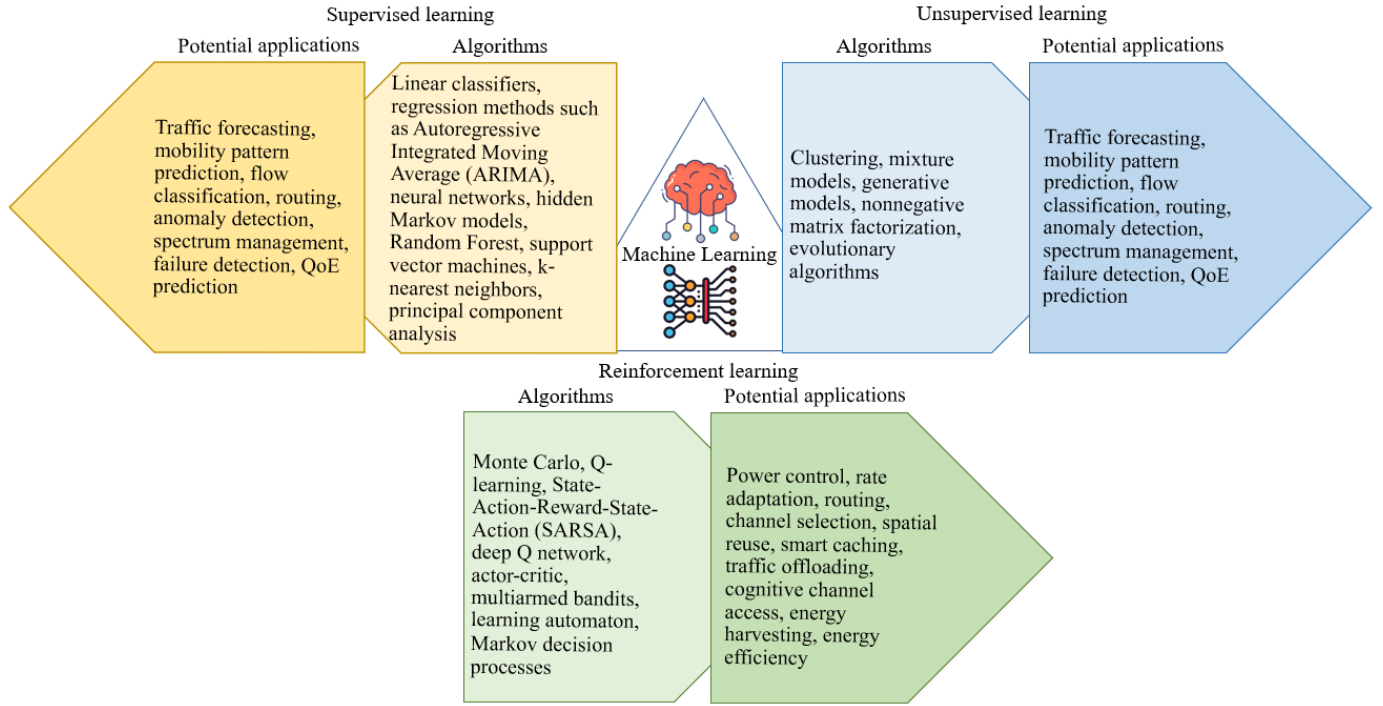 Supervised learning
Potential applications
Traffic forecasting,
mobility pattern
prediction, flow
classification, routing,
anomaly detection,
spectrum management,
failure detection, QoE
prediction
Algorithms
Linear classifiers,
regression methods such
as Autoregressive
Integrated Moving
Average (ARIMA),
neural networks, hidden
Markov models,
Random Forest, support
vector machines, k-
nearest neighbors,
principal component
analysis
Machine Learning
Unsupervised learning
Algorithms
Clustering, mixture
models, generative
models, nonnegative
matrix factorization,
evolutionary
algorithms
Potential applications
Traffic forecasting,
mobility pattern
prediction, flow
classification, routing,
anomaly detection,
spectrum management,
failure detection, QoE
prediction
Reinforcement learning
Algorithms
Monte Carlo, Q-
learning, State-
Action-Reward-State-
Action (SARSA),
deep Q network,
actor-critic,
multiarmed bandits,
learning automaton,
Markov decision
processes
Potential applications
Power control, rate
adaptation, routing,
channel selection, spatial
reuse, smart caching,
traffic offloading,
cognitive channel
access, energy
harvesting, energy
efficiency